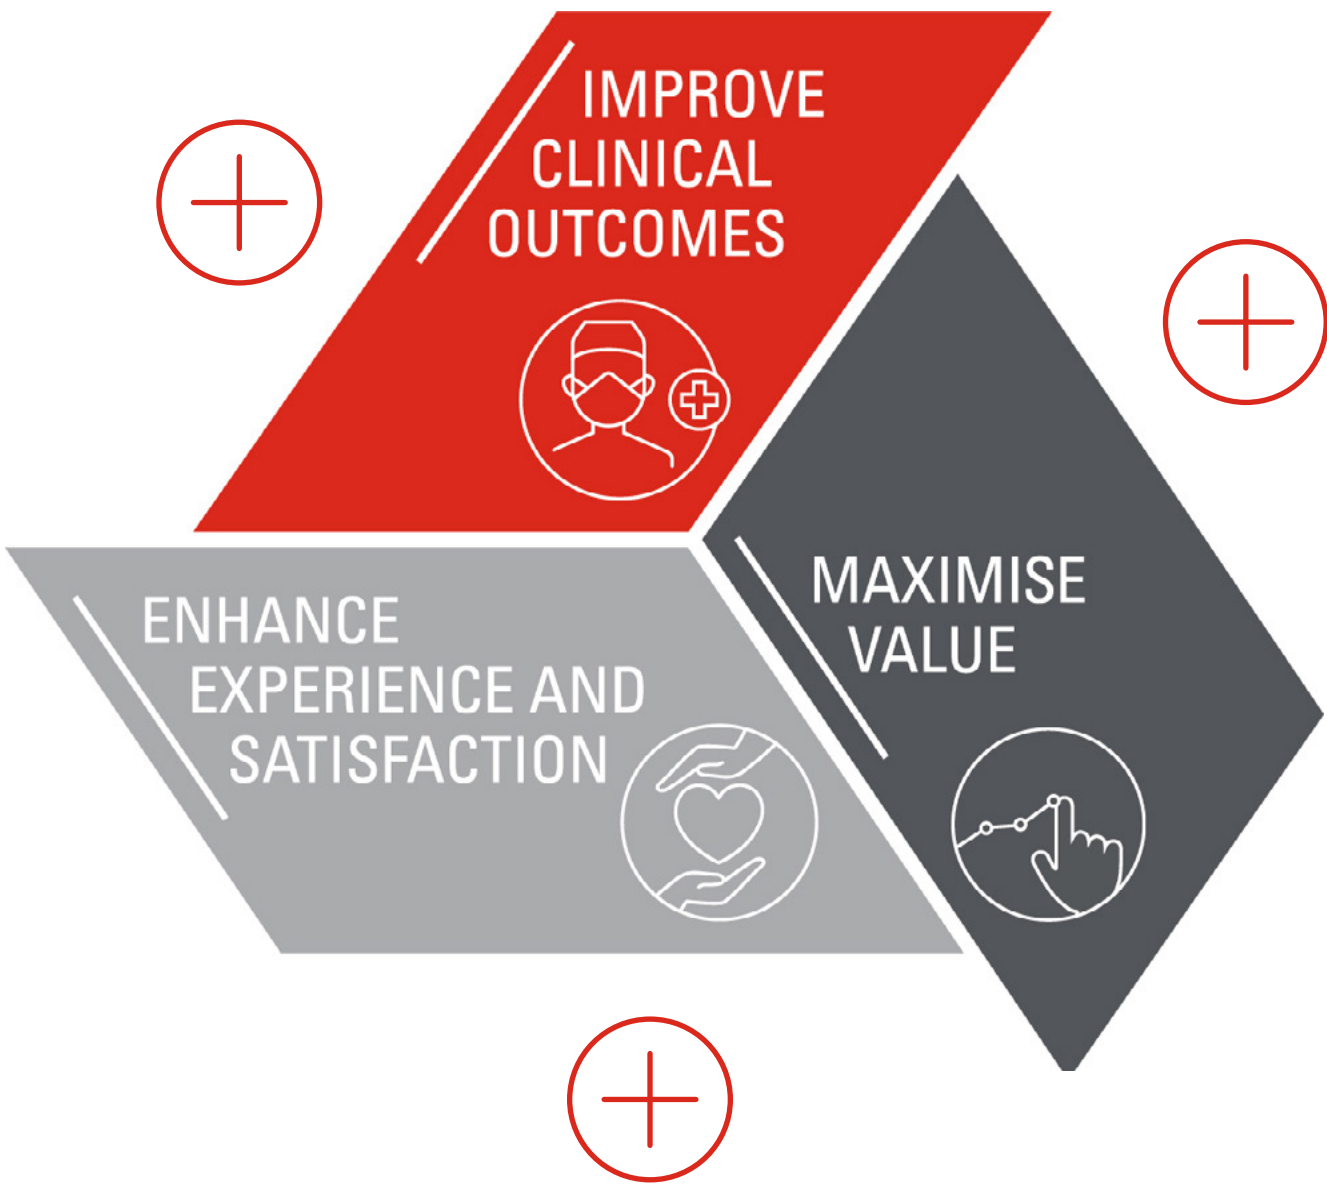 IMPROVE
CLINICAL
OUTCOMES
MAXIMISE
VALUE
ENHANCE
EXPERIENCE AND
SATISFACTION